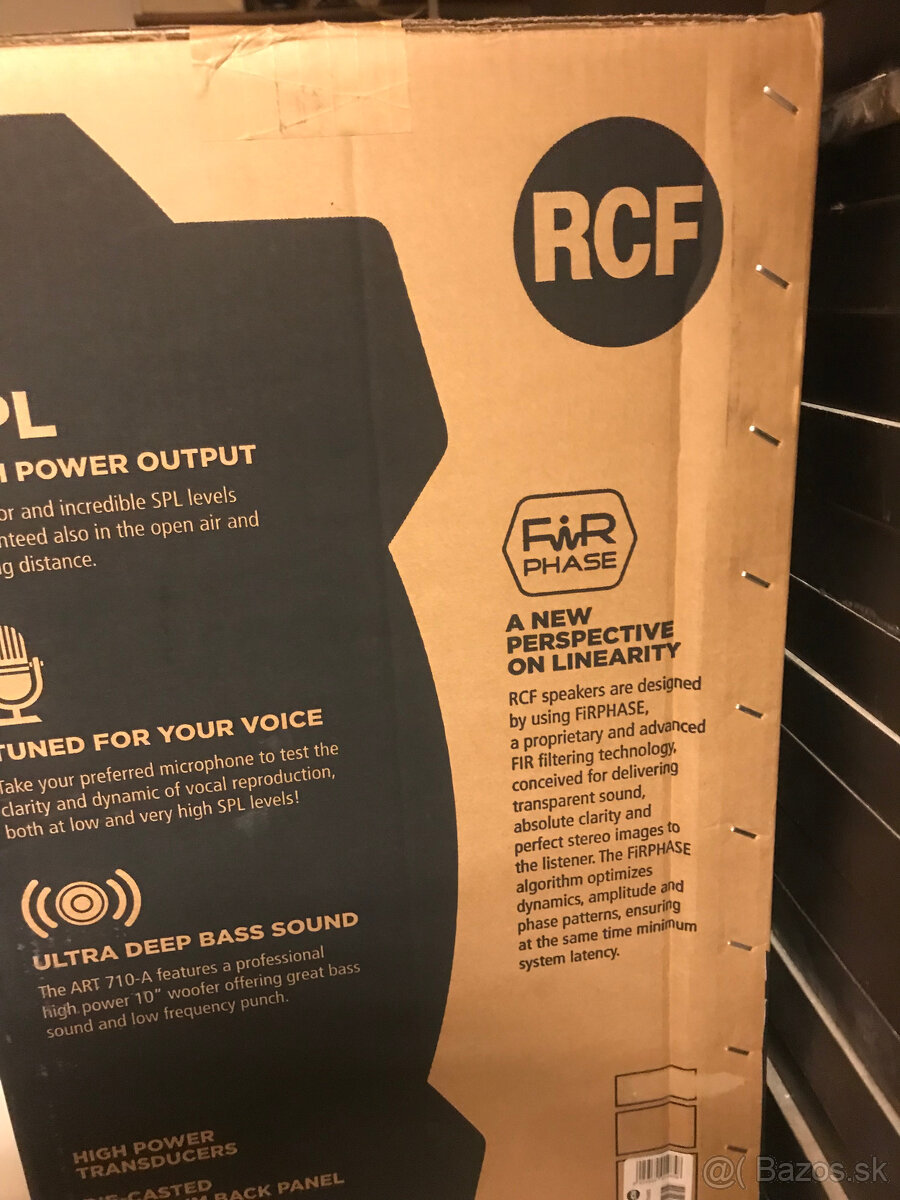 RCF
PL
POWER OUTPUT
or and incredible SPL levels
nteed also in the open air and
g distance.
TUNED FOR YOUR VOICE
Take your preferred microphone to test the
clarity and dynamic of vocal reproduction,
both at low and very high SPL levels!
ULTRA DEEP BASS SOUND
The ART 710-A features a professional
high power 10" woofer offering great bass
sound and low frequency punch.
HIGH POWER
TRANSDUCERS
BACK PANEL
FiR
PHASE
A NEW
PERSPECTIVE
ON LINEARITY
RCF speakers are designed
by using FiRPHASE,
a proprietary and advanced
FIR filtering technology,
conceived for delivering
transparent sound,
absolute clarity and
perfect stereo images to
the listener. The FiRPHASE
algorithm optimizes
dynamics, amplitude and
phase patterns, ensuring
at the same time minimum
system latency.
@( Bazos.sk